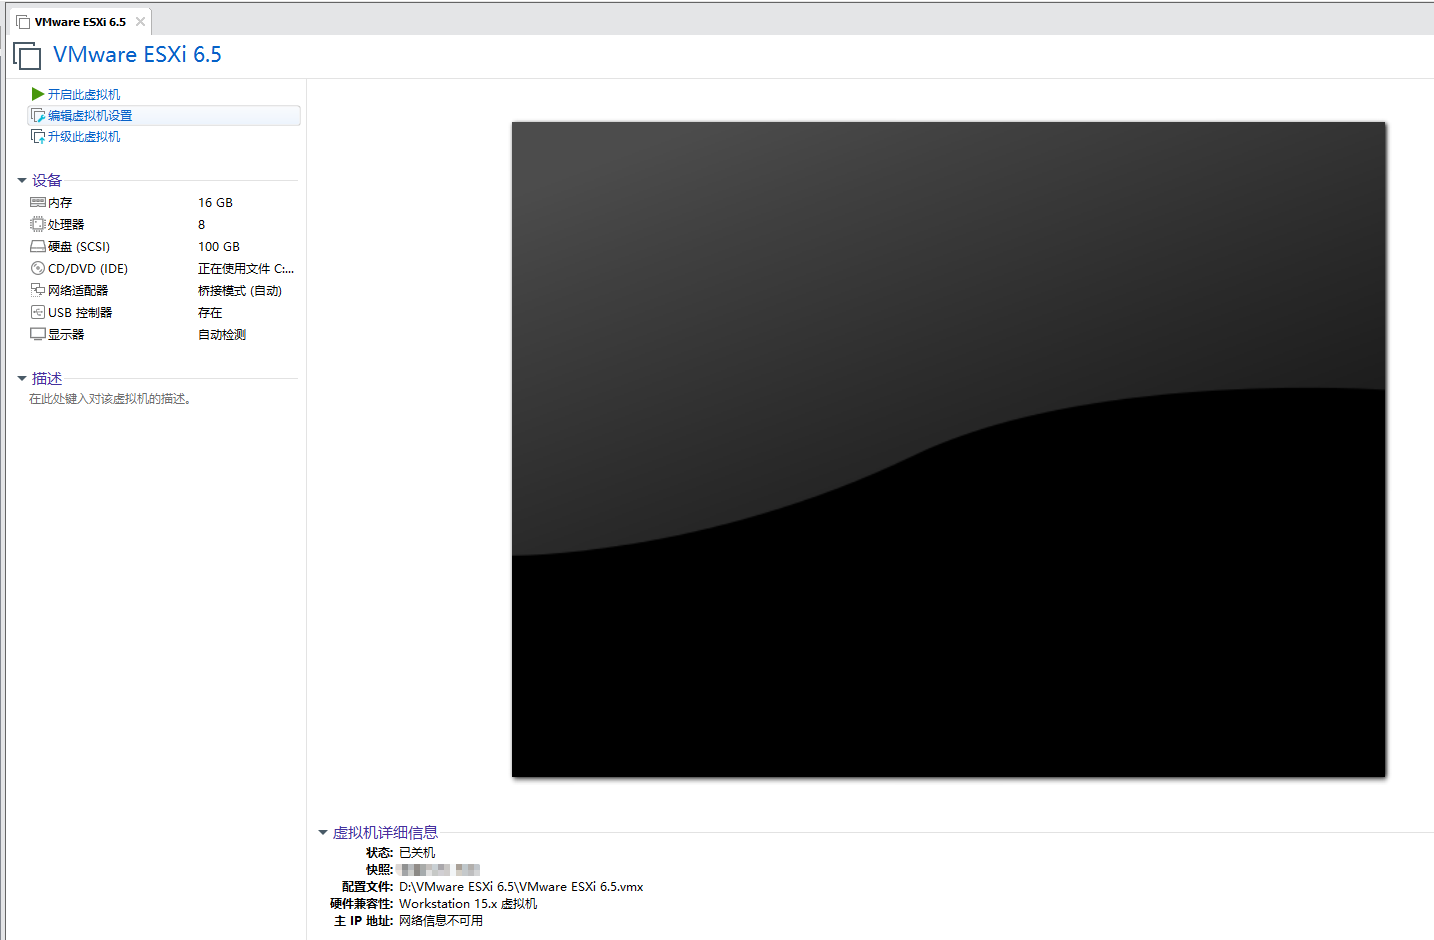 VMware ESXi 6.5
VMware ESXi 6.5
开启此虚拟机
编辑虚拟机设置
升级此虚拟机
设备
内存 16 GB
处理器 8
硬盘 (SCSI) 100 GB
CD/DVD (IDE) 正在使用文件 C:...
网络适配器 桥接模式 (自动)
USB 控制器 存在
显示器 自动检测
描述
在此处键入对该虚拟机的描述。
虚拟机详细信息
状态: 已关机
快照:
配置文件: D:\VMware ESXi 6.5\VMware ESXi 6.5.vmx
硬件兼容性: Workstation 15.x 虚拟机
主 IP 地址: 网络信息不可用